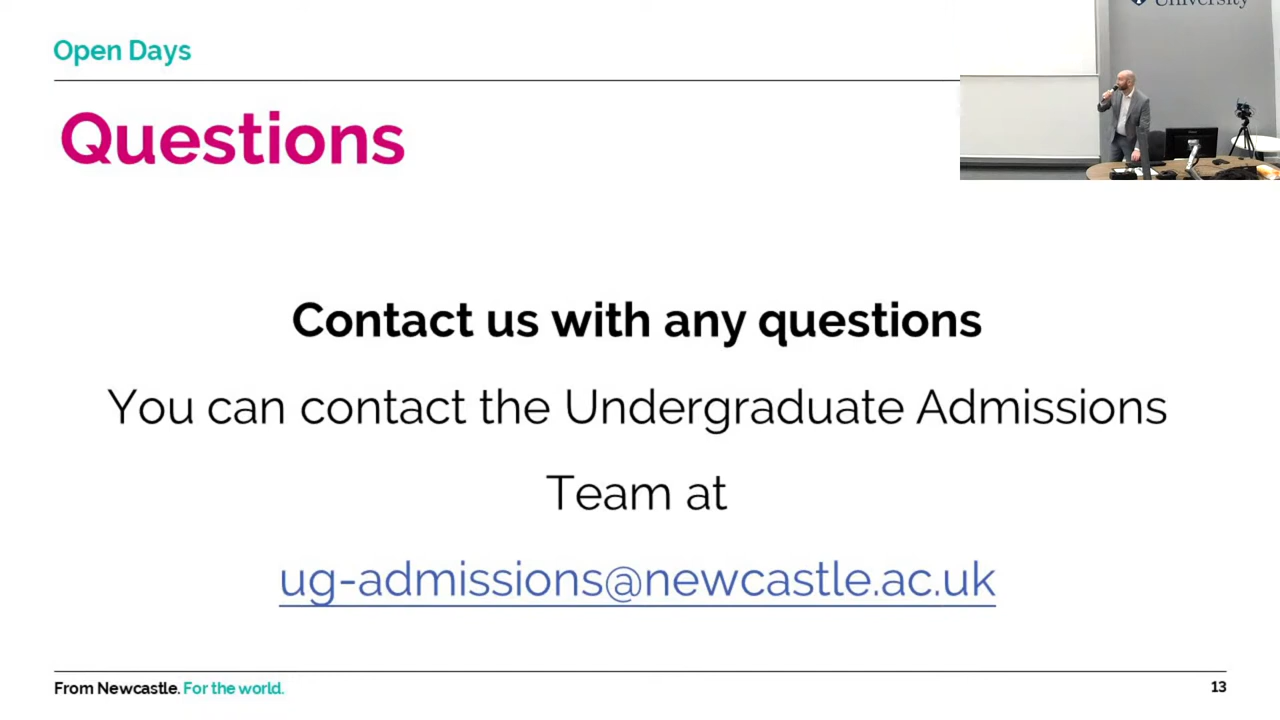 Open Days
University
Questions
Contact us with any questions
You can contact the Undergraduate Admissions
Team at
ug-admissions@newcastle.ac.uk
From Newcastle. For the world.
13